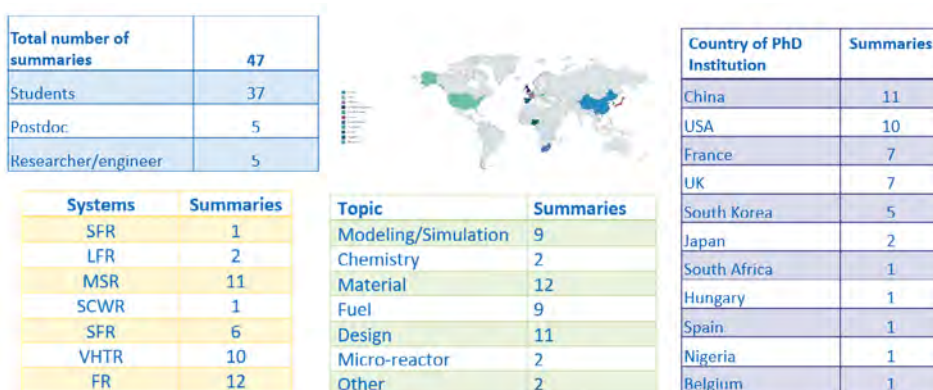 Total number of summaries 47
Students 37
Postdoc 5
Researcher/engineer 5
Systems Summaries
SFR 1
LFR 2
MSR 11
SCWR 1
SFR 6
VHTR 10
FR 12
Topic Summaries
Modeling/Simulation 9
Chemistry 2
Material 12
Fuel 9
Design 11
Micro-reactor 2
Other 2
Country of PhD Institution Summaries
China 11
USA 10
France 7
UK 7
South Korea 5
Japan 2
South Africa 1
Hungary 1
Spain 1
Nigeria 1
Belgium 1